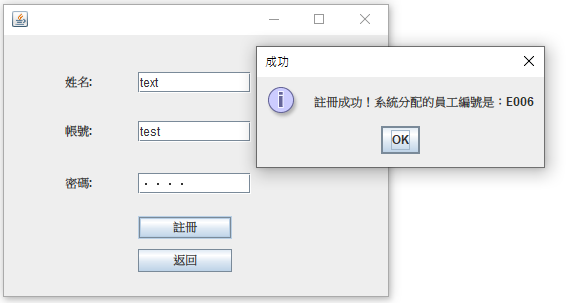 姓名:
text
帳號:
test
密碼:
••••
註冊
返回
成功
註冊成功！系統分配的員工編號是：E006
OK